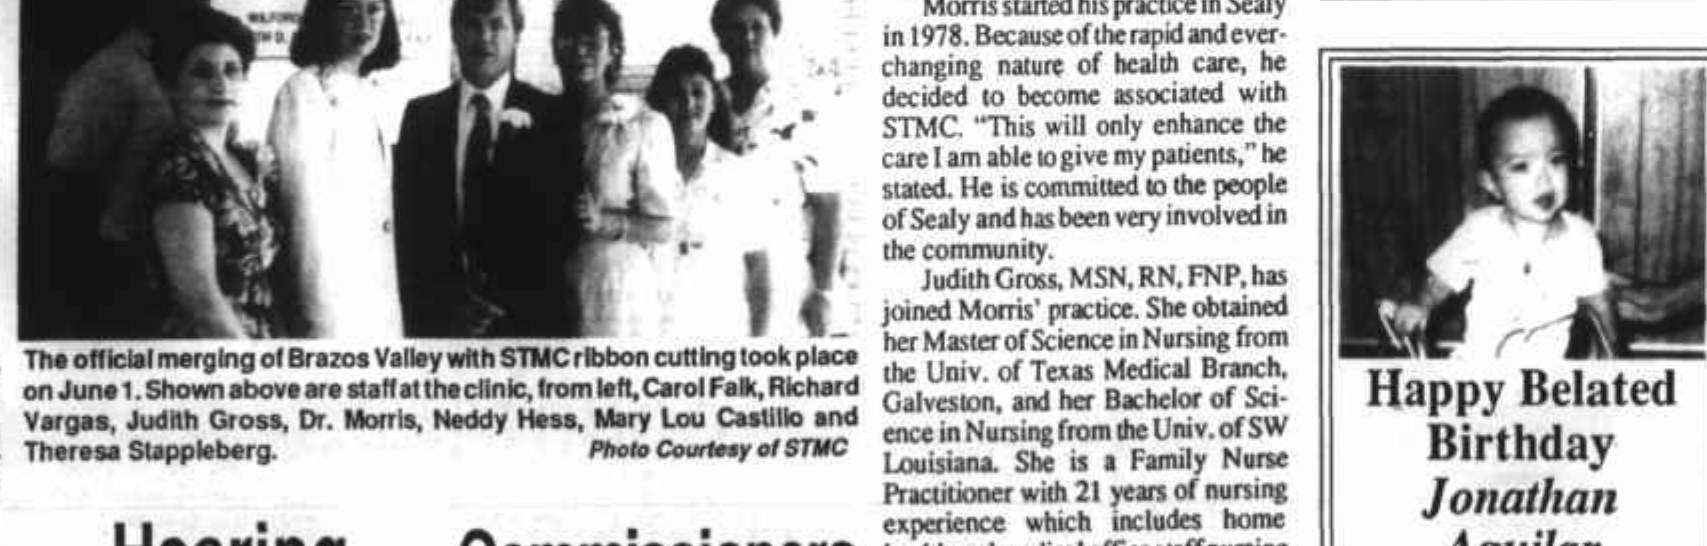 The official merging of Brazos Valley with STMC ribbon cutting took place
on June 1. Shown above are staff at the clinic, from left, Carol Falk, Richard
Vargas, Judith Gross, Dr. Morris, Neddy Hess, Mary Lou Castillo and
Theresa Stappleberg.
Photo Courtesy of STMC
Hearing
Commissioners
Morris started his practice in Sealy
in 1978. Because of the rapid and ever-
changing nature of health care, he
decided to become associated with
STMC. “This will only enhance the
care I am able to give my patients,” he
stated. He is committed to the people
of Sealy and has been very involved in
the community.
Judith Gross, MSN, RN, FNP, has
joined Morris’ practice. She obtained
her Master of Science in Nursing from
the Univ. of Texas Medical Branch,
Galveston, and her Bachelor of Sci-
ence in Nursing from the Univ. of SW
Louisiana. She is a Family Nurse
Practitioner with 21 years of nursing
experience which includes home
Happy Belated
Birthday
Jonathan
Aguilar